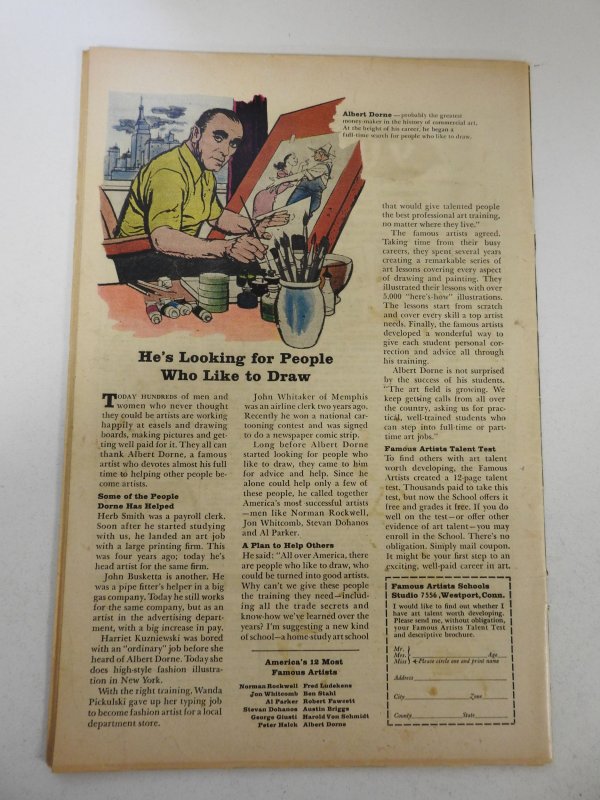 Albert Dorne — probably the greatest
money-maker in the history of commercial art.
At the height of his career, he began a
full-time search for people who like to draw.
He's Looking for People
Who Like to Draw
TODAY HUNDREDS of men and
women who never thought
they could be artists are working
happily at easels and drawing
boards, making pictures and get-
ting well paid for it. They all can
thank Albert Dorne, a famous
artist who devotes almost his full
time to helping other people be-
come artists.
Some of the People
Dorne Has Helped
Herb Smith was a payroll clerk.
Soon after he started studying
with us, he landed an art job
with a large printing firm. This
was four years ago; today he's
head artist for the same firm.
John Busketta is another. He
was a pipe fitter's helper in a big
gas company. Today he still works
for the same company, but as an
artist in the advertising depart-
ment, with a big increase in pay.
Harriet Kuzniewski was bored
with an "ordinary" job before she
heard of Albert Dorne. Today she
does high-fashion illustra-
tion in New York.
With the right training, Wanda
Pickulski gave up her typing job
to become fashion artist for a local
department store.
John Whitaker of Memphis
was an airline clerk two years ago.
Recently he won a national car-
tooning contest and was signed
to do a newspaper comic strip.
Long before Albert Dorne
started looking for people who
like to draw, they came to him
for advice and help. Since he
alone could help only a few of
these people, he called together
America's most successful artists
—men like Norman Rockwell,
Jon Whitcomb, Stevan Dohanos
and Al Parker.
A Plan to Help Others
He said: "All over America, there
are people who like to draw, who
could be turned into good artists.
Why can't we give these people
the training they need—includ-
ing all the trade secrets and
know-how we've learned over the
years? I'm suggesting a new kind
of school—a home-study art school
America's 12 Most
Famous Artists
Norman Rockwell Fred Ludekens
Jon Whitcomb Ben Stahl
Al Parker Robert Fawcett
Stevan Dohanos Austin Briggs
George Giusti Harold Von Schmidt
Peter Helck Albert Dorne
that would give talented people
the best professional art training,
no matter where they live."
The famous artists agreed.
Taking time from their busy
careers, they spent several years
creating a remarkable series of
art lessons covering every aspect
of drawing and painting. They
illustrated their lessons with over
5,000 "here's-how" illustrations.
The lessons start from scratch
and cover every skill a top artist
needs. Finally, the famous artists
developed a wonderful way to
give each student personal cor-
rection and advice all through
his training.
Albert Dorne is not surprised
by the success of his students.
"The art field is growing. We
keep getting calls from all over
the country, asking us for prac-
tical, well-trained students who
can step into full-time or part-
time art jobs."
Famous Artists Talent Test
To find others with art talent
worth developing, the Famous
Artists created a 12-page talent
test. Thousands paid to take this
test, but now the School offers it
free and grades it free. If you do
well on the test—or offer other
evidence of art talent—you may
enroll in the School. There's no
obligation. Simply mail coupon.
It might be your first step to an
exciting, well-paid career in art.
Famous Artists Schools
Studio 7556, Westport, Conn.
I would like to find out whether I
have art talent worth developing.
Please send me, without obligation,
your Famous Artists Talent Test
and descriptive brochure.
Mr.
Mrs. Age
Miss Please circle one and print name
Address
City Zone
County State